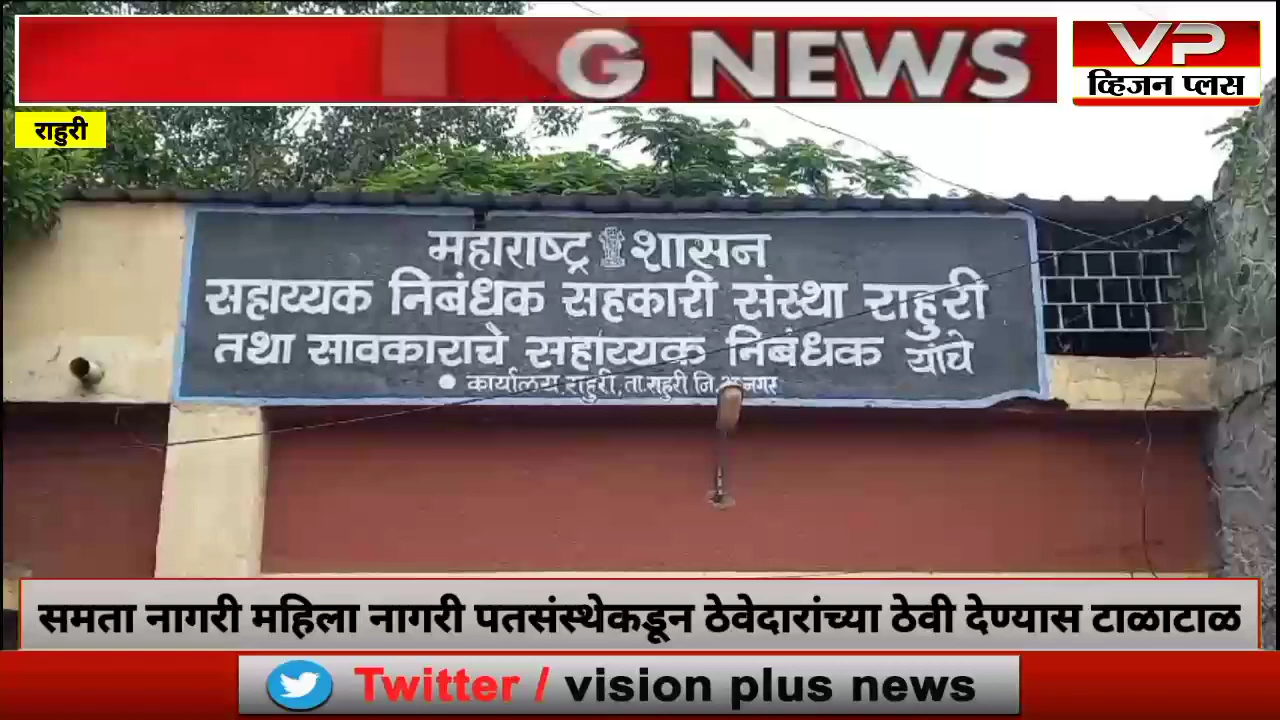 G NEWS
VP
व्हिजन प्लस
राहुरी
महाराष्ट्र शासन
सहाय्यक निबंधक सहकारी संस्था राहुरी
तथा सावकाराचे सहाय्यक निबंधक यांचे
कार्यालय राहुरी, ता.राहुरी जि.अ.नगर
समता नागरी महिला नागरी पतसंस्थेकडून ठेवेदारांच्या ठेवी देण्यास टाळाटाळ
Twitter / vision plus news